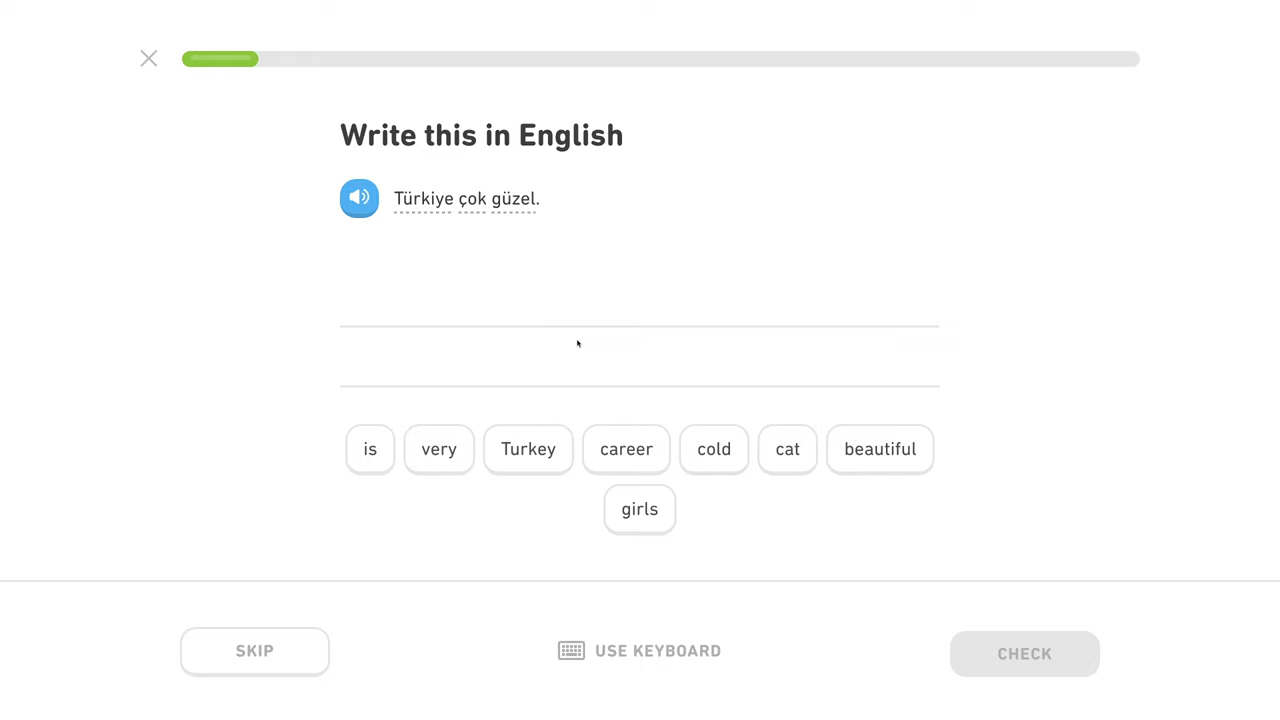 Write this in English
Türkiye çok güzel.
is very Turkey career cold cat beautiful
girls
SKIP USE KEYBOARD CHECK